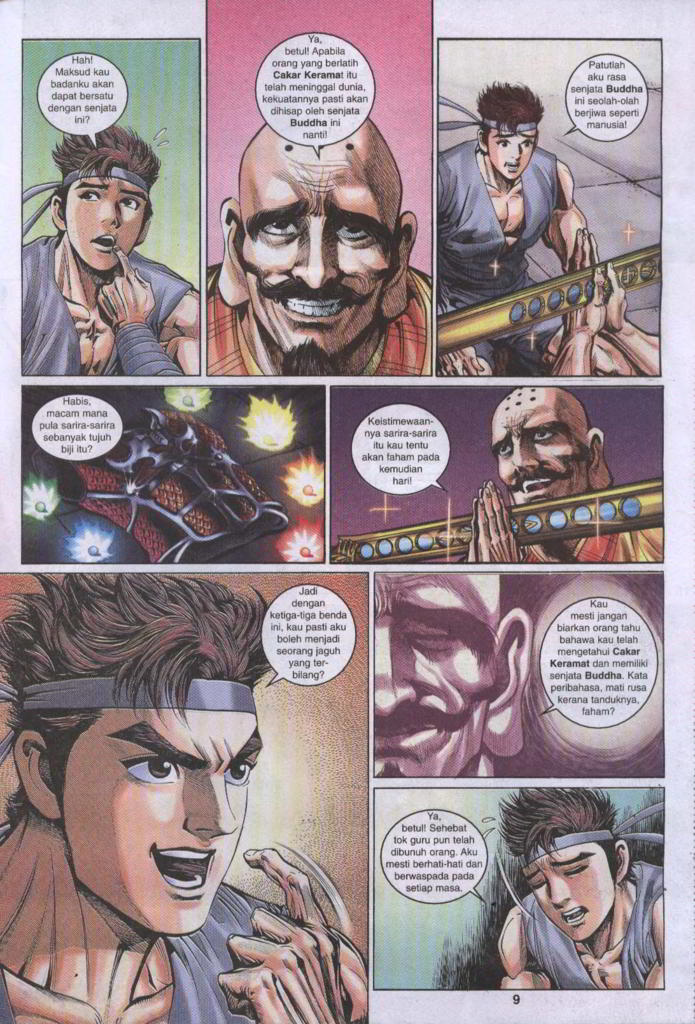 Hah!
Maksud kau
badanku akan
dapat bersatu
dengan senjata
ini?
Ya,
betul! Apabila
orang yang berlatih
Cakar Keramat itu
telah meninggal dunia,
kekuatannya pasti akan
dihisap oleh senjata
Buddha ini
nanti!
Patutlah
aku rasa
senjata Buddha
ini seolah-olah
berjiwa seperti
manusia!
Habis,
macam mana
pula sarira-sarira
sebanyak tujuh
biji itu?
Keistimewaan-
nya sarira-sarira
itu kau tentu
akan faham pada
kemudian
hari!
Jadi
dengan
ketiga-tiga benda
ini, kau pasti aku
boleh menjadi
seorang jaguh
yang ter-
bilang?
Kau
mesti jangan
biarkan orang tahu
bahawa kau telah
mengetahui Cakar
Keramat dan memiliki
senjata Buddha. Kata
peribahasa, mati rusa
kerana tanduknya,
faham?
Ya,
betul! Sehebat
tok guru pun telah
dibunuh orang. Aku
mesti berhati-hati dan
berwaspada pada
setiap masa.
9